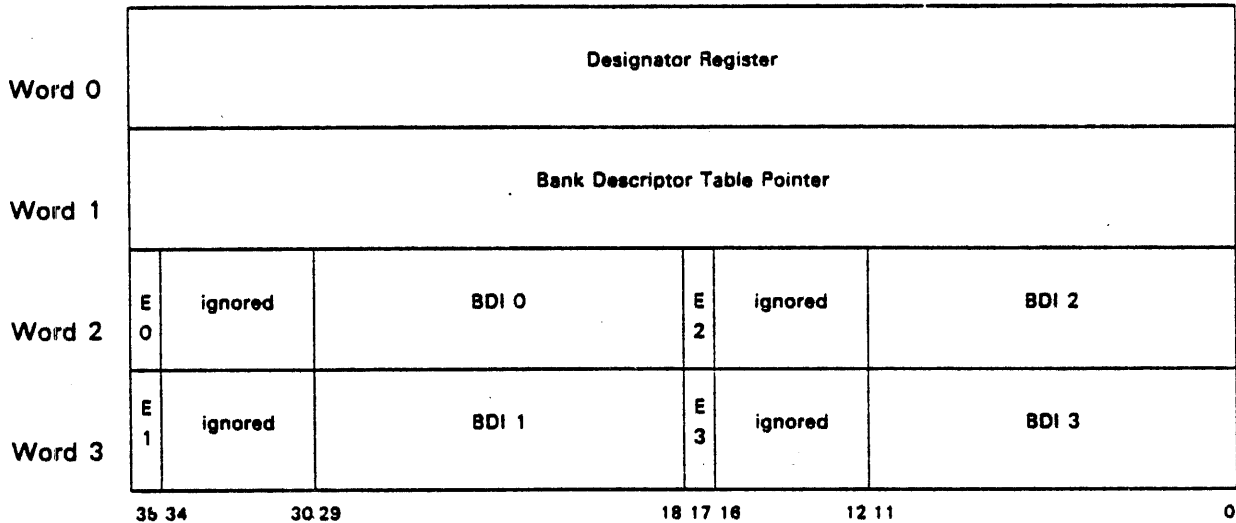 Designator Register
Word 0
Bank Descriptor Table Pointer
Word 1
E 0 ignored BDI 0 E 2 ignored BDI 2
Word 2
E 1 ignored BDI 1 E 3 ignored BDI 3
Word 3
35 34 30 29 18 17 16 12 11 0